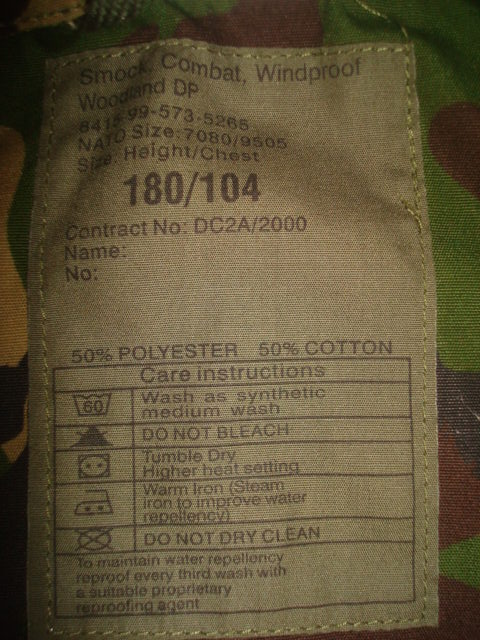 Smock, Combat, Windproof
Woodland DP
8415-99-573-5265
NATO Size: 7080/9505
Size: Height/Chest
180/104
Contract No: DC2A/2000
Name:
No:
50% POLYESTER 50% COTTON
Care instructions
60
Wash as synthetic
medium wash
DO NOT BLEACH
Tumble Dry
Higher heat setting
Warm Iron (Steam
iron to improve water
repellency)
DO NOT DRY CLEAN
To maintain water repellency
reproof every third wash with
a suitable proprietary
reproofing agent